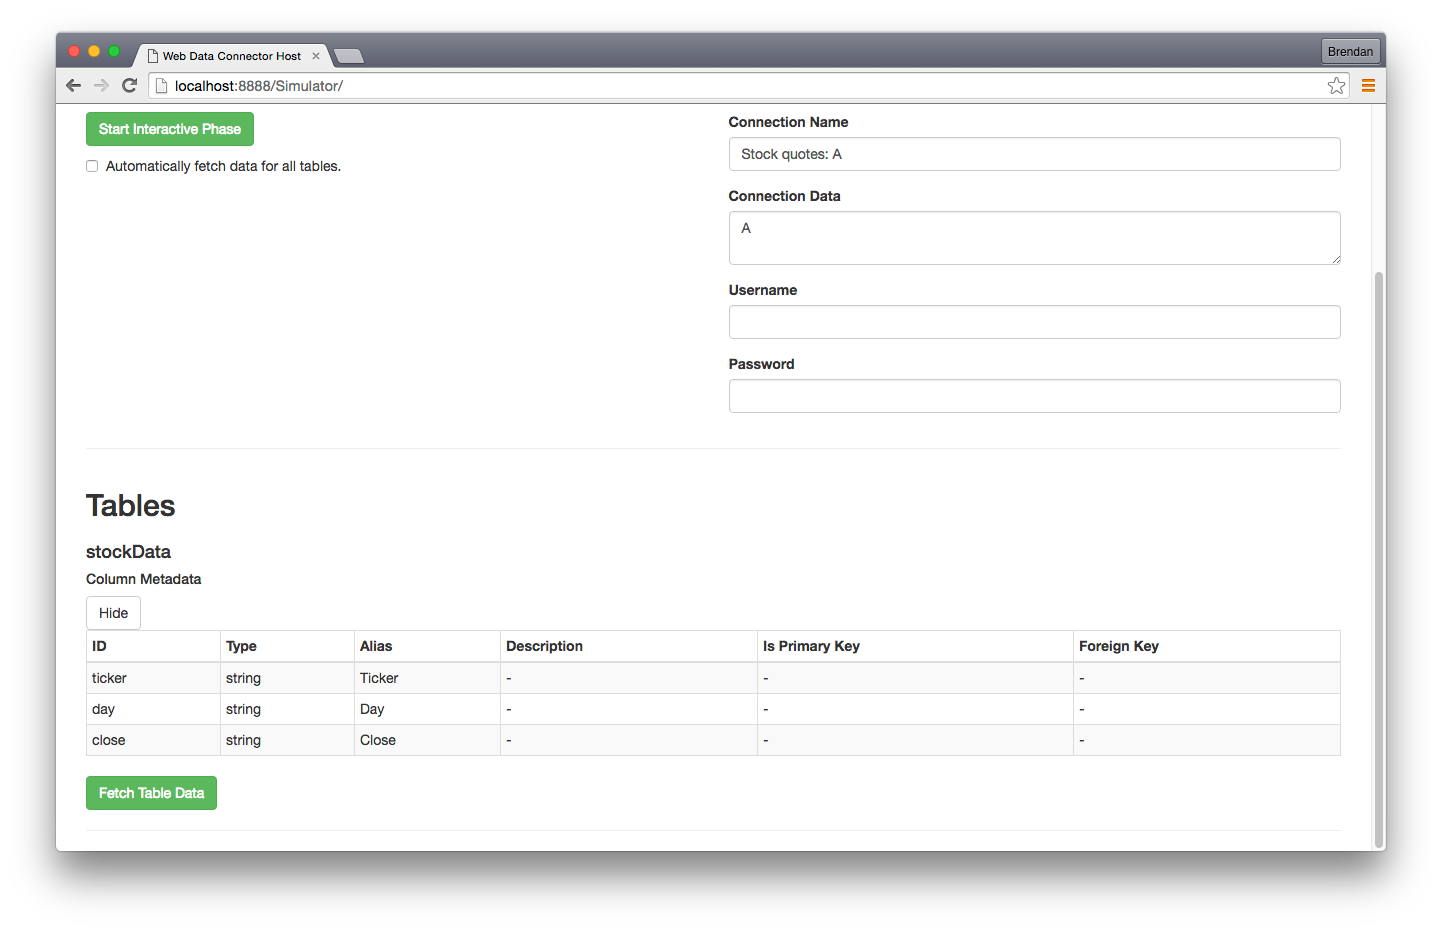 Web Data Connector Host
Brendan
localhost:8888/Simulator/
Start Interactive Phase
Automatically fetch data for all tables.
Connection Name
Stock quotes: A
Connection Data
A
Username
Password
Tables
stockData
Column Metadata
Hide
ID Type Alias Description Is Primary Key Foreign Key
ticker string Ticker - - -
day string Day - - -
close string Close - - -
Fetch Table Data